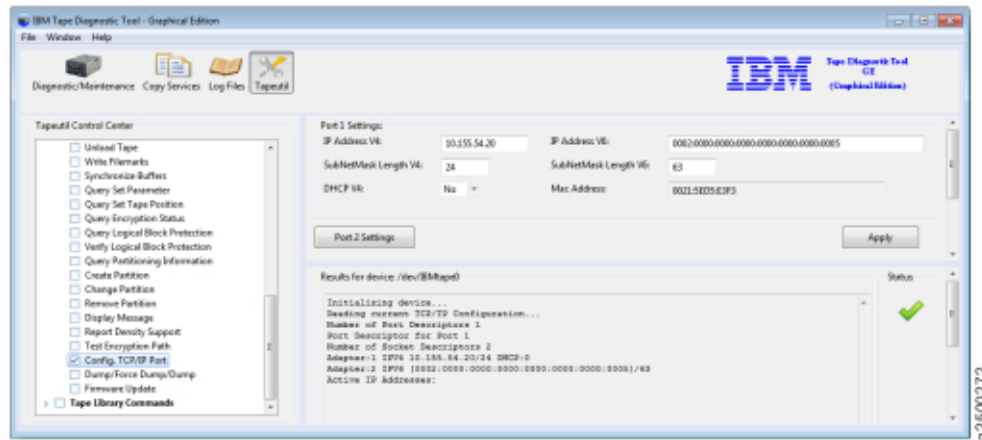 IBM Tape Diagnostic Tool - Graphical Edition
File Window Help
Diagnostic/Maintenance Copy Services Log Files Tapeutil
IBM
Tape Diagnostic Tool
GE
(Graphical Edition)
Tapeutil Control Center
Unload Tape
Write Filemarks
Synchronize Buffers
Query Set Parameter
Query Set Tape Position
Query Encryption Status
Query Logical Block Protection
Verify Logical Block Protection
Query Partitioning Information
Create Partition
Change Partition
Remove Partition
Display Message
Report Density Support
Test Encryption Path
Config. TCP/IP Port
Dump/Force Dump/Dump
Firmware Update
Tape Library Commands
Port 1 Settings:
IP Address V4: 10.155.54.20 IP Address V6: 0002:0000:0000:0000:0000:0000:0000:0005
SubNetMask Length V4: 24 SubNetMask Length V6: 63
DHCP V4: No Mac Address:
Port 2 Settings Apply
Results for device: /dev/IBMtape0 Status
Initializing device...
Reading current TCP/IP Configuration...
Number of Port Descriptors 1
Port Descriptor for Port 1
Number of Socket Descriptors 2
Adapter:1 IPV4 10.155.54.20/24 DHCP:0
Adapter:2 IPV6 [0002:0000:0000:0000:0000:0000:0000:0005]/63
Active IP Addresses: